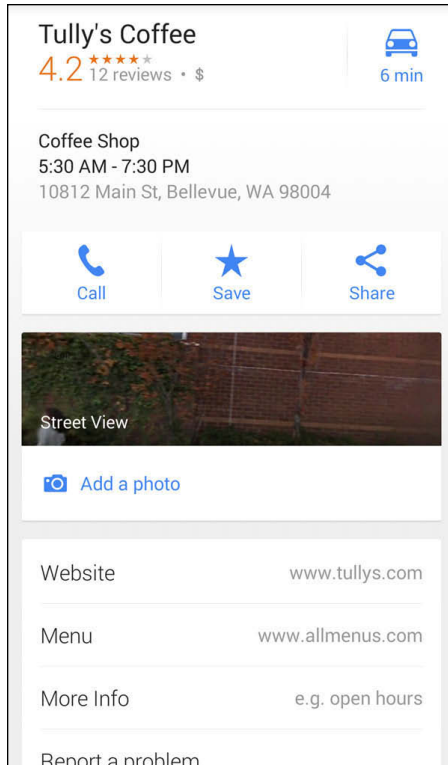 Tully's Coffee
4.2 12 reviews • $
6 min
Coffee Shop
5:30 AM - 7:30 PM
10812 Main St, Bellevue, WA 98004
Call Save Share
Street View
Add a photo
Website www.tullys.com
Menu www.allmenus.com
More Info e.g. open hours
Report a problem